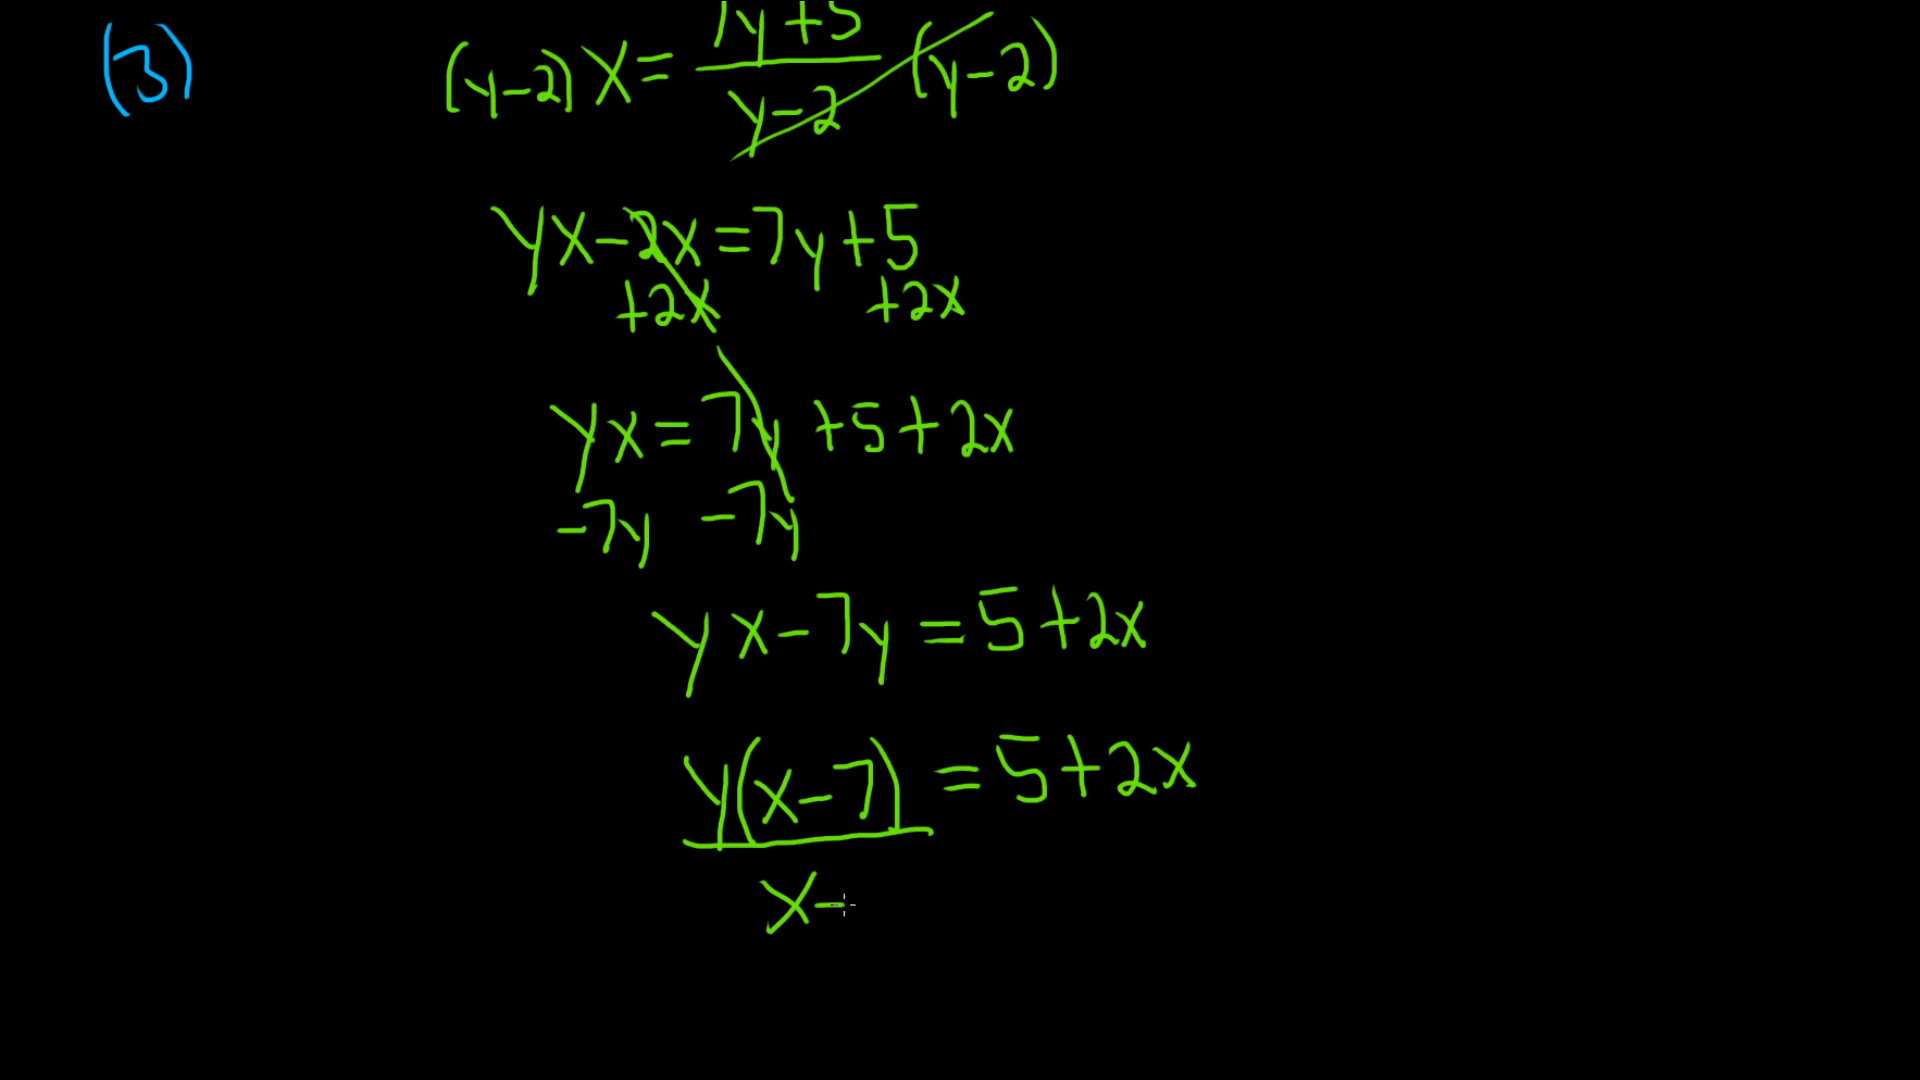 (3)
(y-2)x = 7y+5 / y-2 (y-2)
yx-2x=7y+5
+2x +2x
yx=7y+5+2x
-7y -7y
yx-7y=5+2x
y(x-7)=5+2x
x-